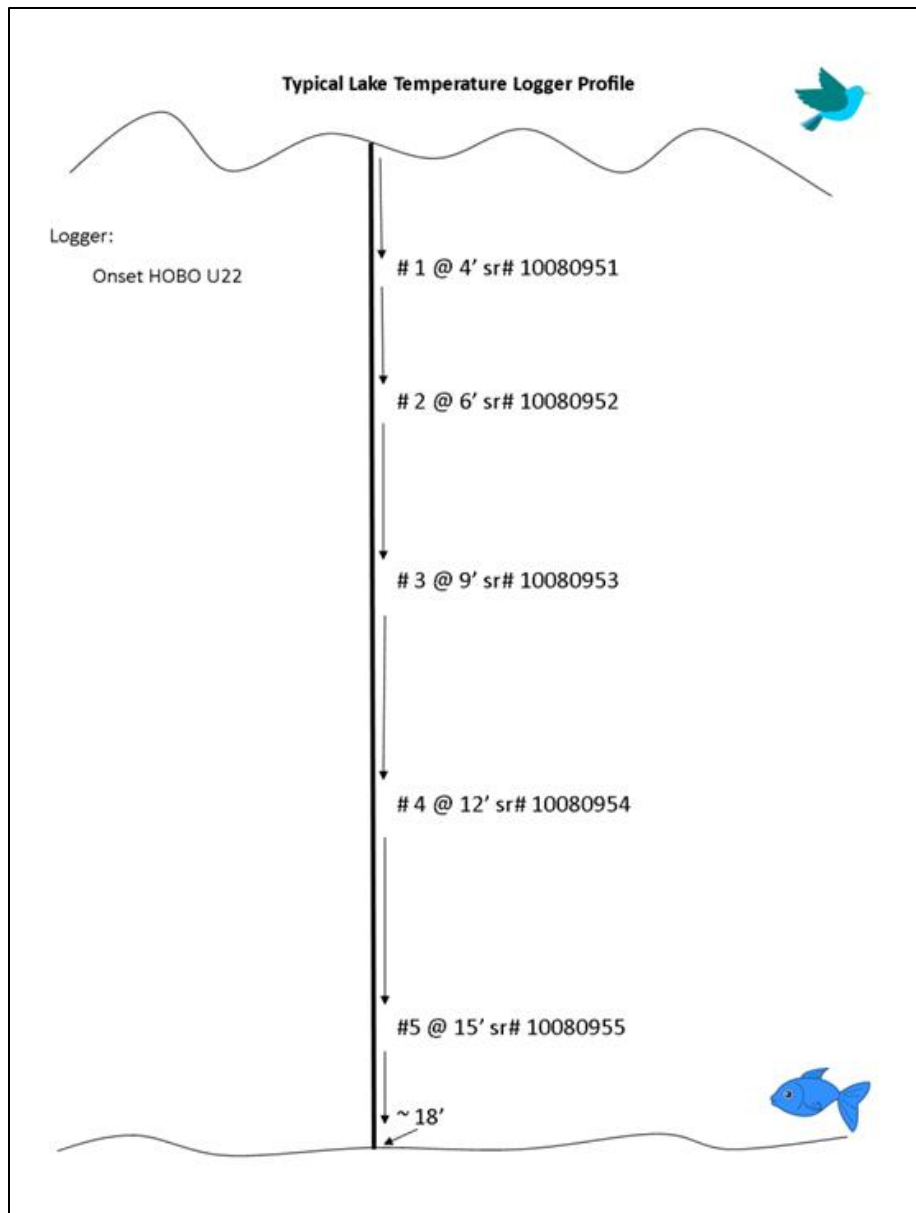 Typical Lake Temperature Logger Profile
Logger:
Onset HOBO U22
# 1 @ 4’ sr# 10080951
# 2 @ 6’ sr# 10080952
# 3 @ 9’ sr# 10080953
# 4 @ 12’ sr# 10080954
#5 @ 15’ sr# 10080955
~ 18’